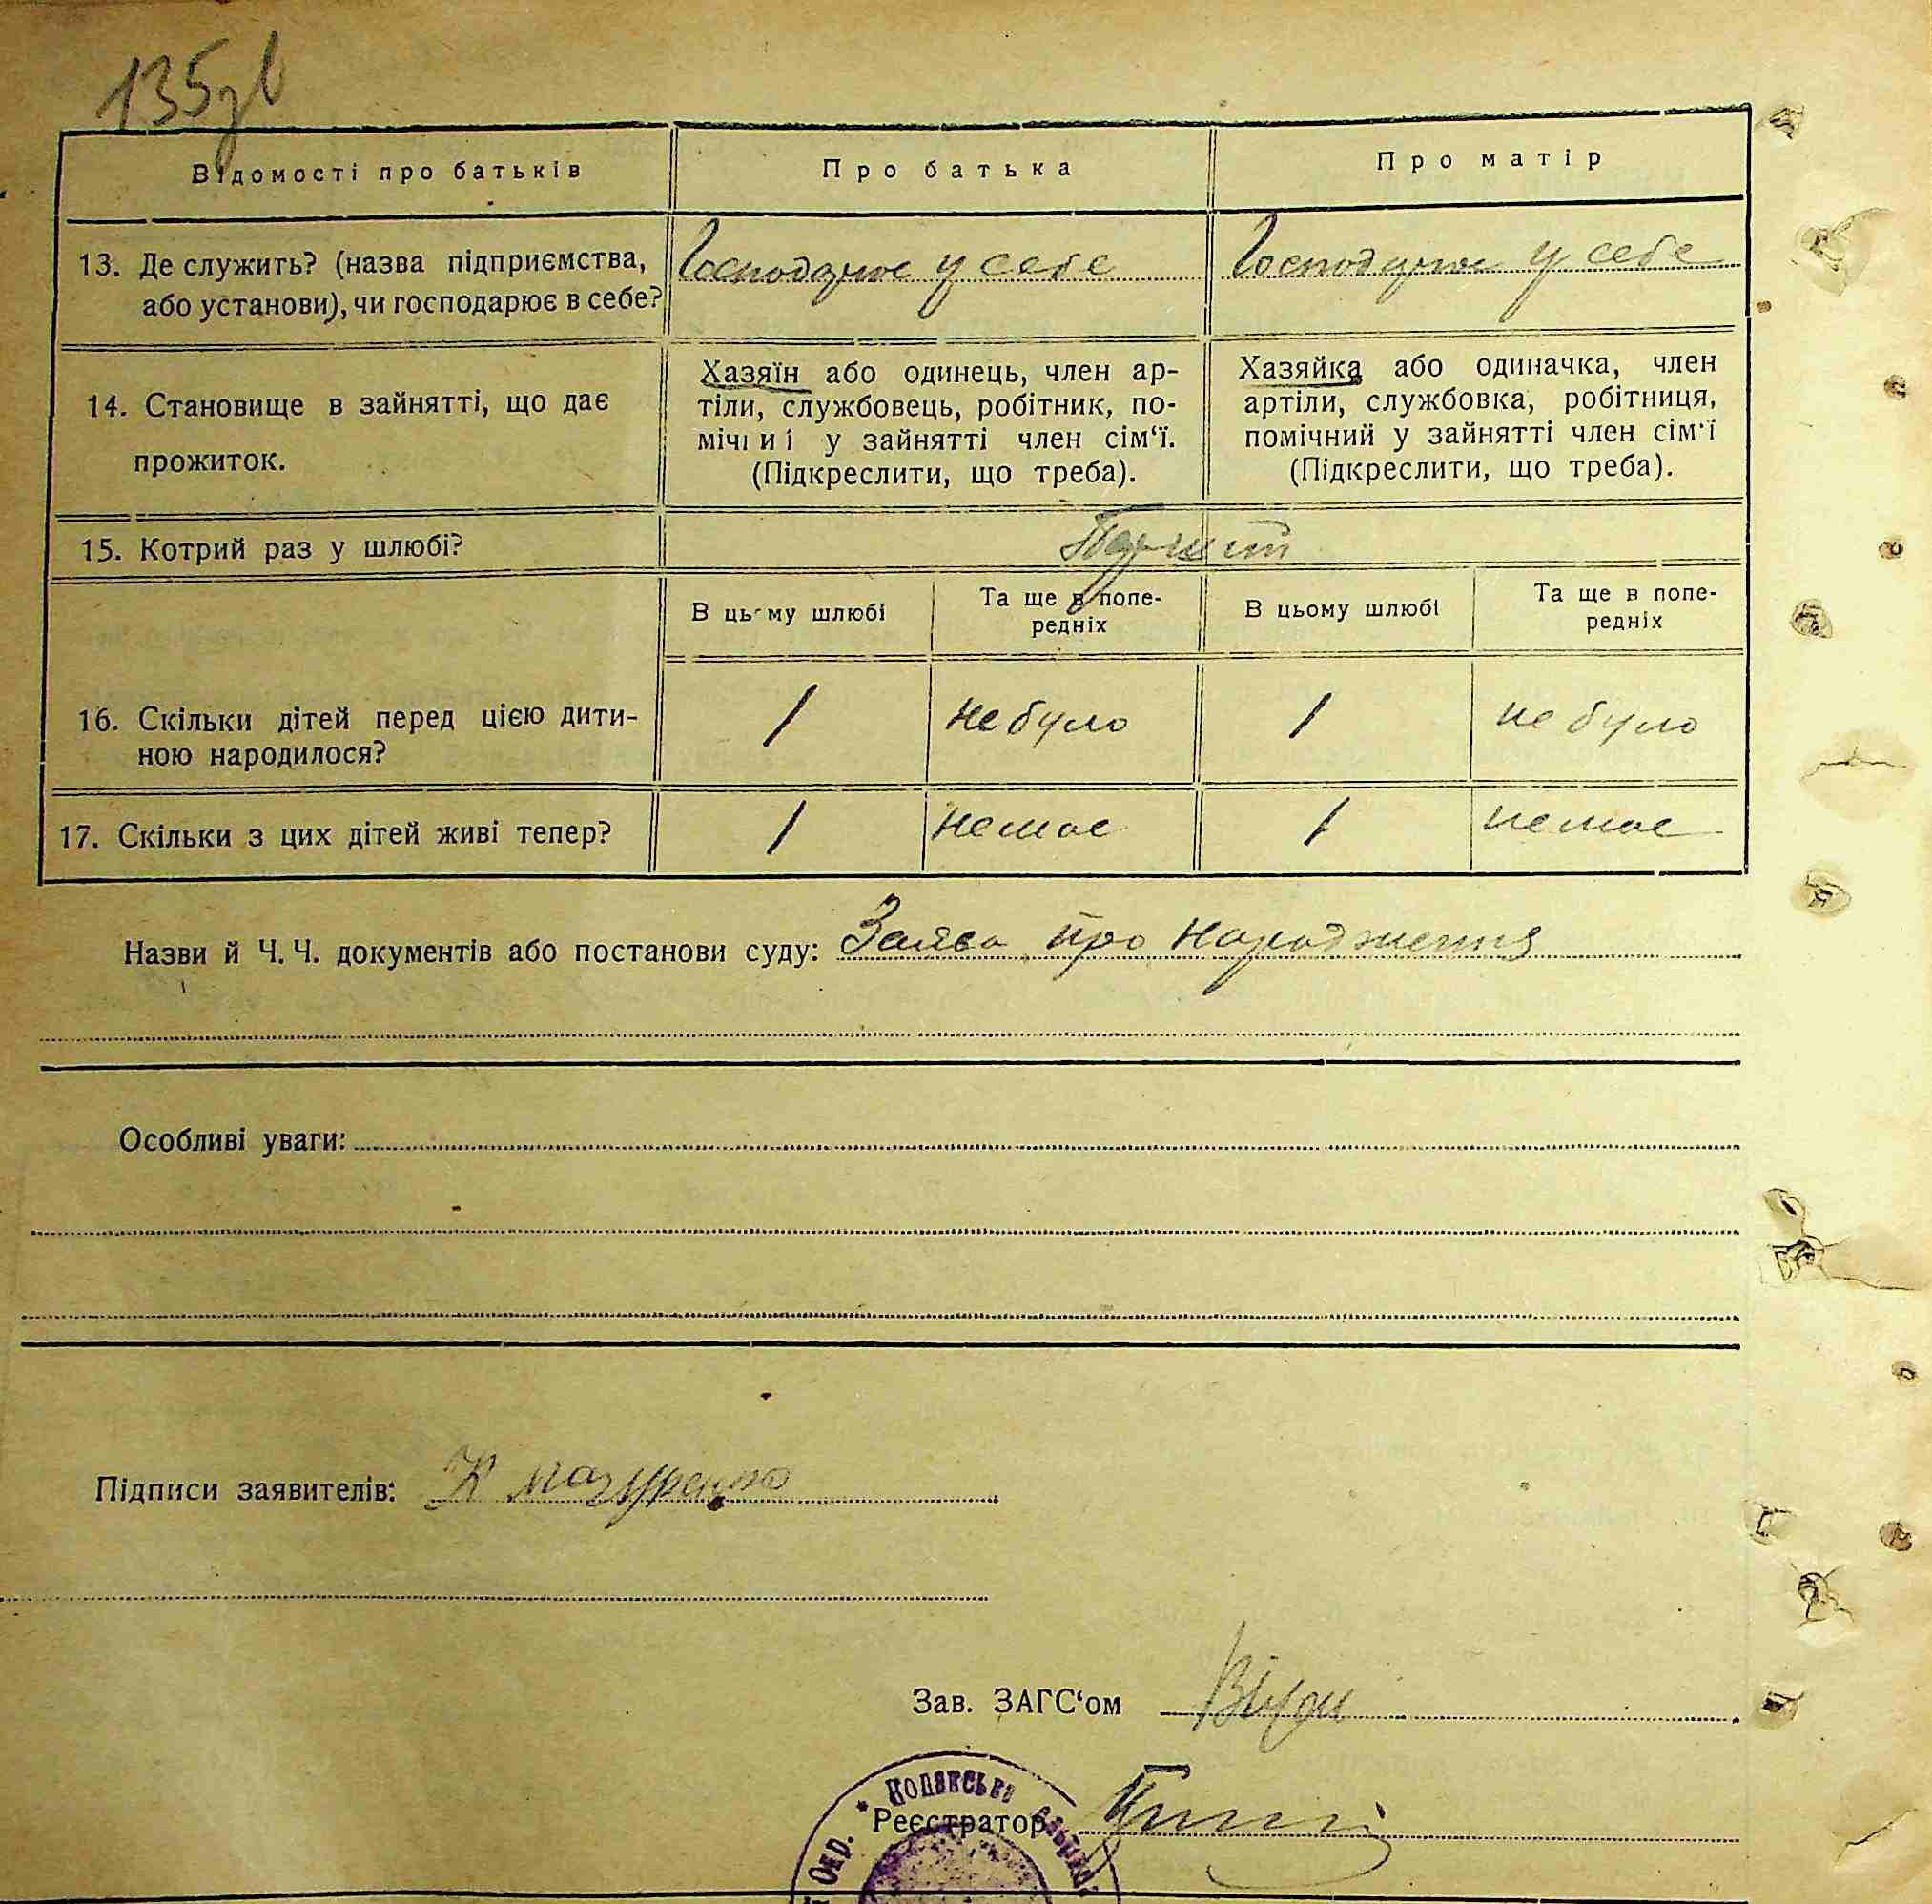 135зв
Відомості про батьків
Про батька
Про матір
13. Де служить? (назва підприємства,
або установи), чи господарює в себе?
Господарює у себе
Господарює у себе
14. Становище в зайнятті, що дає
прожиток.
Хазяїн або одинець, член ар-
тіли, службовець, робітник, по-
мічний у зайнятті член сім‘ї.
(Підкреслити, що треба).
Хазяйка або одиначка, член
артіли, службовка, робітниця,
помічний у зайнятті член сім‘ї
(Підкреслити, що треба).
15. Котрий раз у шлюбі?
Перший
В цьому шлюбі
Та ще в попе-
редніх
В цьому шлюбі
Та ще в попе-
редніх
16. Скільки дітей перед цією дити-
ною народилося?
1
не було
1
не було
17. Скільки з цих дітей живі тепер?
1
немає
1
немає
Назви й Ч. Ч. документів або постанови суду: Заява про народження
Особливі уваги:
Підписи заявителів: К Мазуренко
Зав. ЗАГС‘ом
Реєстратор
Окр.